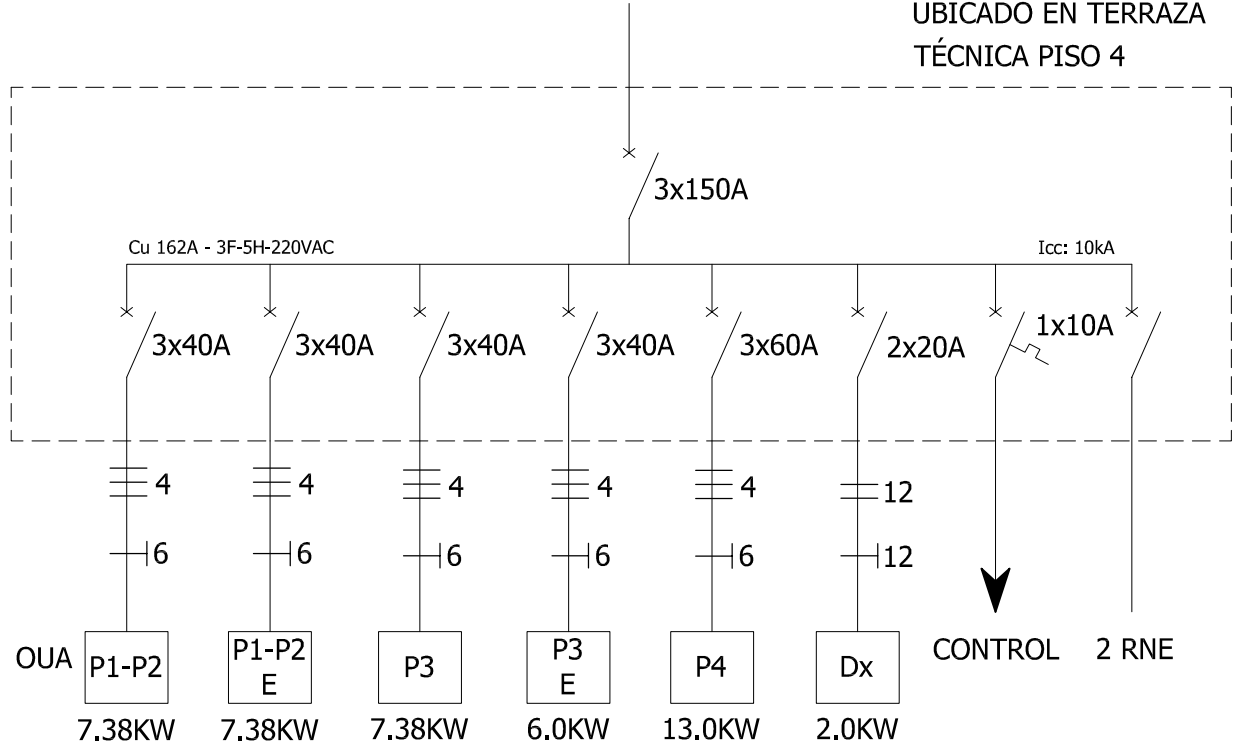 UBICADO EN TERRAZA
TÉCNICA PISO 4
3x150A
Cu 162A - 3F-5H-220VAC
Icc: 10kA
3x40A
3x40A
3x40A
3x40A
3x60A
2x20A
1x10A
4
4
4
4
4
12
6
6
6
6
6
12
OUA
P1-P2
P1-P2
E
P3
P3
E
P4
Dx
CONTROL
2 RNE
7.38KW
7.38KW
7.38KW
6.0KW
13.0KW
2.0KW